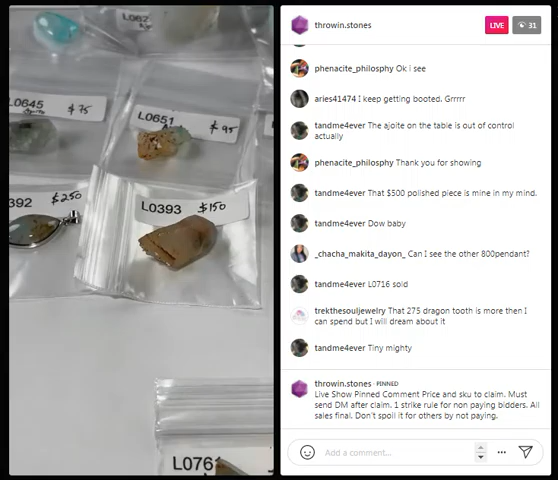 L0645
$75
L0651
$95
392
$250
L0393
$150
L0761
throwin.stones
LIVE
31
phenacite_philosphy Ok i see
aries41474 I keep getting booted. Grrrrr
tandme4ever The ajoite on the table is out of control
actually
phenacite_philosphy Thank you for showing
tandme4ever That $500 polished piece is mine in my mind.
tandme4ever Dow baby
_chacha_makita_dayon_ Can I see the other 800pendant?
tandme4ever L0716 sold
trekthesouljewelry That 275 dragon tooth is more then I
can spend but I will dream about it
tandme4ever Tiny mighty
throwin.stones · PINNED
Live Show Pinned Comment Price and sku to claim. Must
send DM after claim. 1 strike rule for non paying bidders. All
sales final. Don't spoil it for others by not paying.
Add a comment...